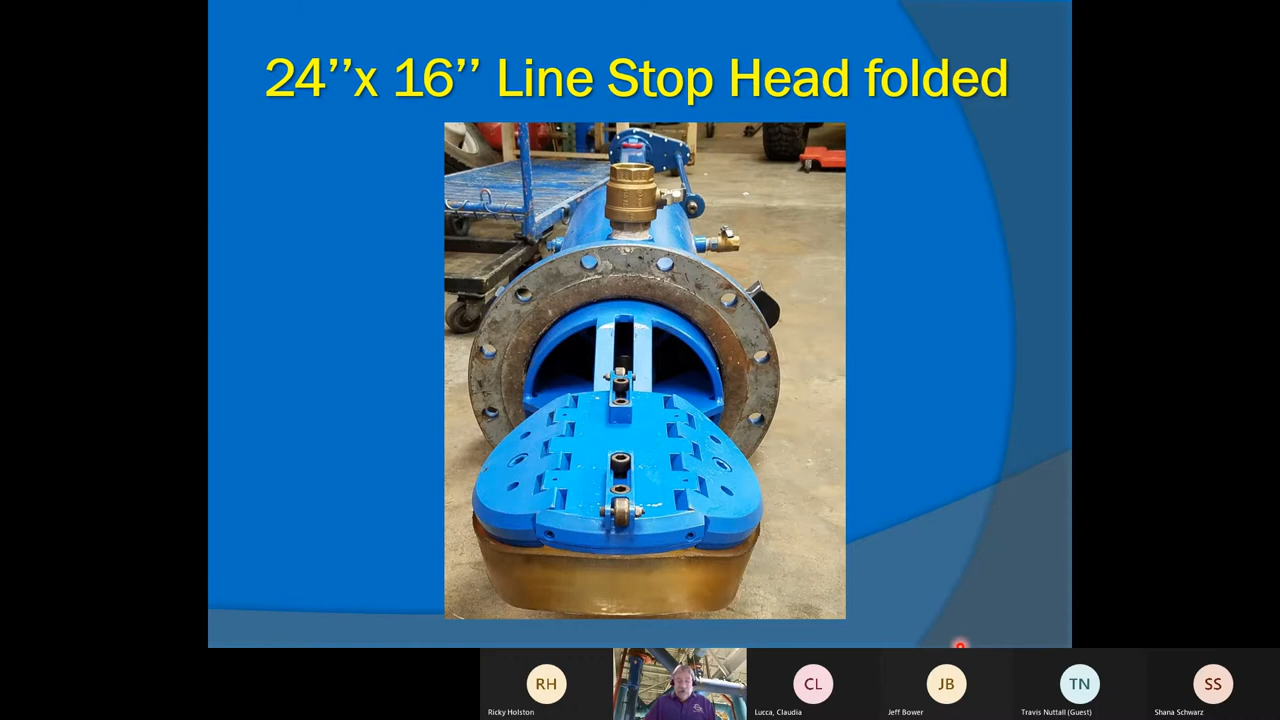 24’’x 16’’ Line Stop Head folded
RH
CL
JB
TN
SS
Ricky Holston
Lucca, Claudia
Jeff Bower
Travis Nuttall (Guest)
Shana Schwarz